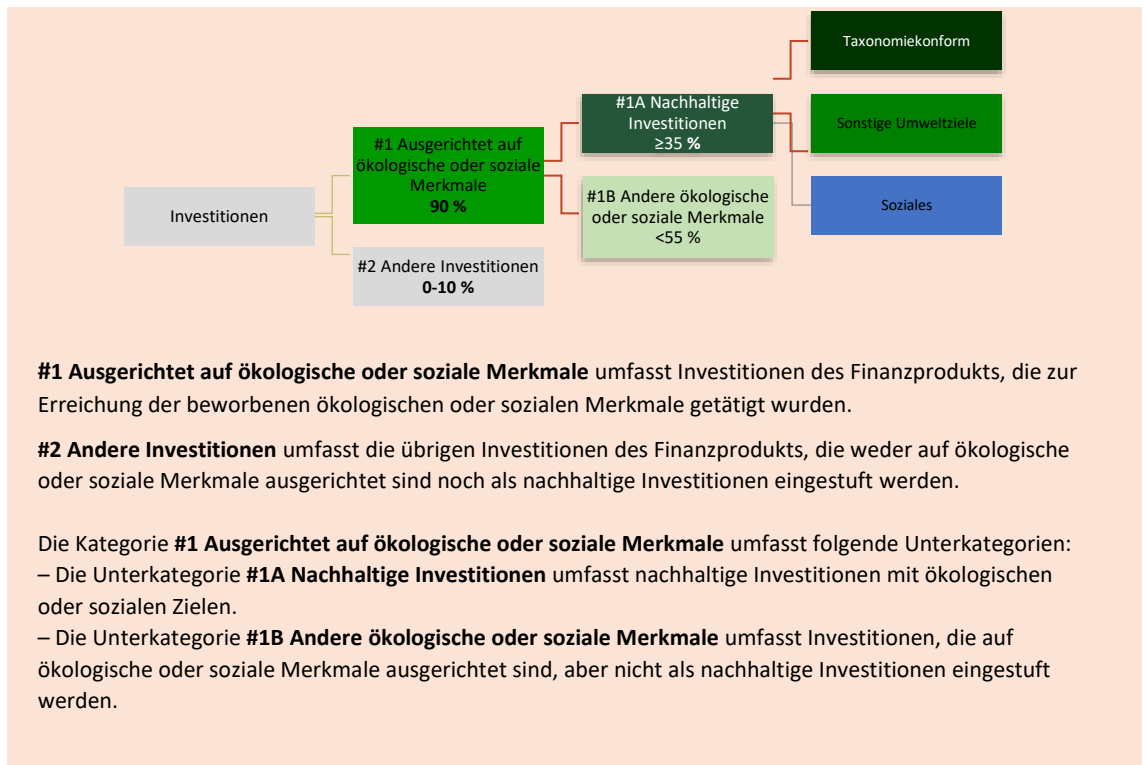 Taxonomiekonform
#1A Nachhaltige
Investitionen
≥35 %
Sonstige Umweltziele
#1 Ausgerichtet auf
ökologische oder soziale
Merkmale
90 %
#1B Andere ökologische
oder soziale Merkmale
<55 %
Soziales
Investitionen
#2 Andere Investitionen
0-10 %
#1 Ausgerichtet auf ökologische oder soziale Merkmale umfasst Investitionen des Finanzprodukts, die zur
Erreichung der beworbenen ökologischen oder sozialen Merkmale getätigt wurden.
#2 Andere Investitionen umfasst die übrigen Investitionen des Finanzprodukts, die weder auf ökologische
oder soziale Merkmale ausgerichtet sind noch als nachhaltige Investitionen eingestuft werden.
Die Kategorie #1 Ausgerichtet auf ökologische oder soziale Merkmale umfasst folgende Unterkategorien:
– Die Unterkategorie #1A Nachhaltige Investitionen umfasst nachhaltige Investitionen mit ökologischen
oder sozialen Zielen.
– Die Unterkategorie #1B Andere ökologische oder soziale Merkmale umfasst Investitionen, die auf
ökologische oder soziale Merkmale ausgerichtet sind, aber nicht als nachhaltige Investitionen eingestuft
werden.